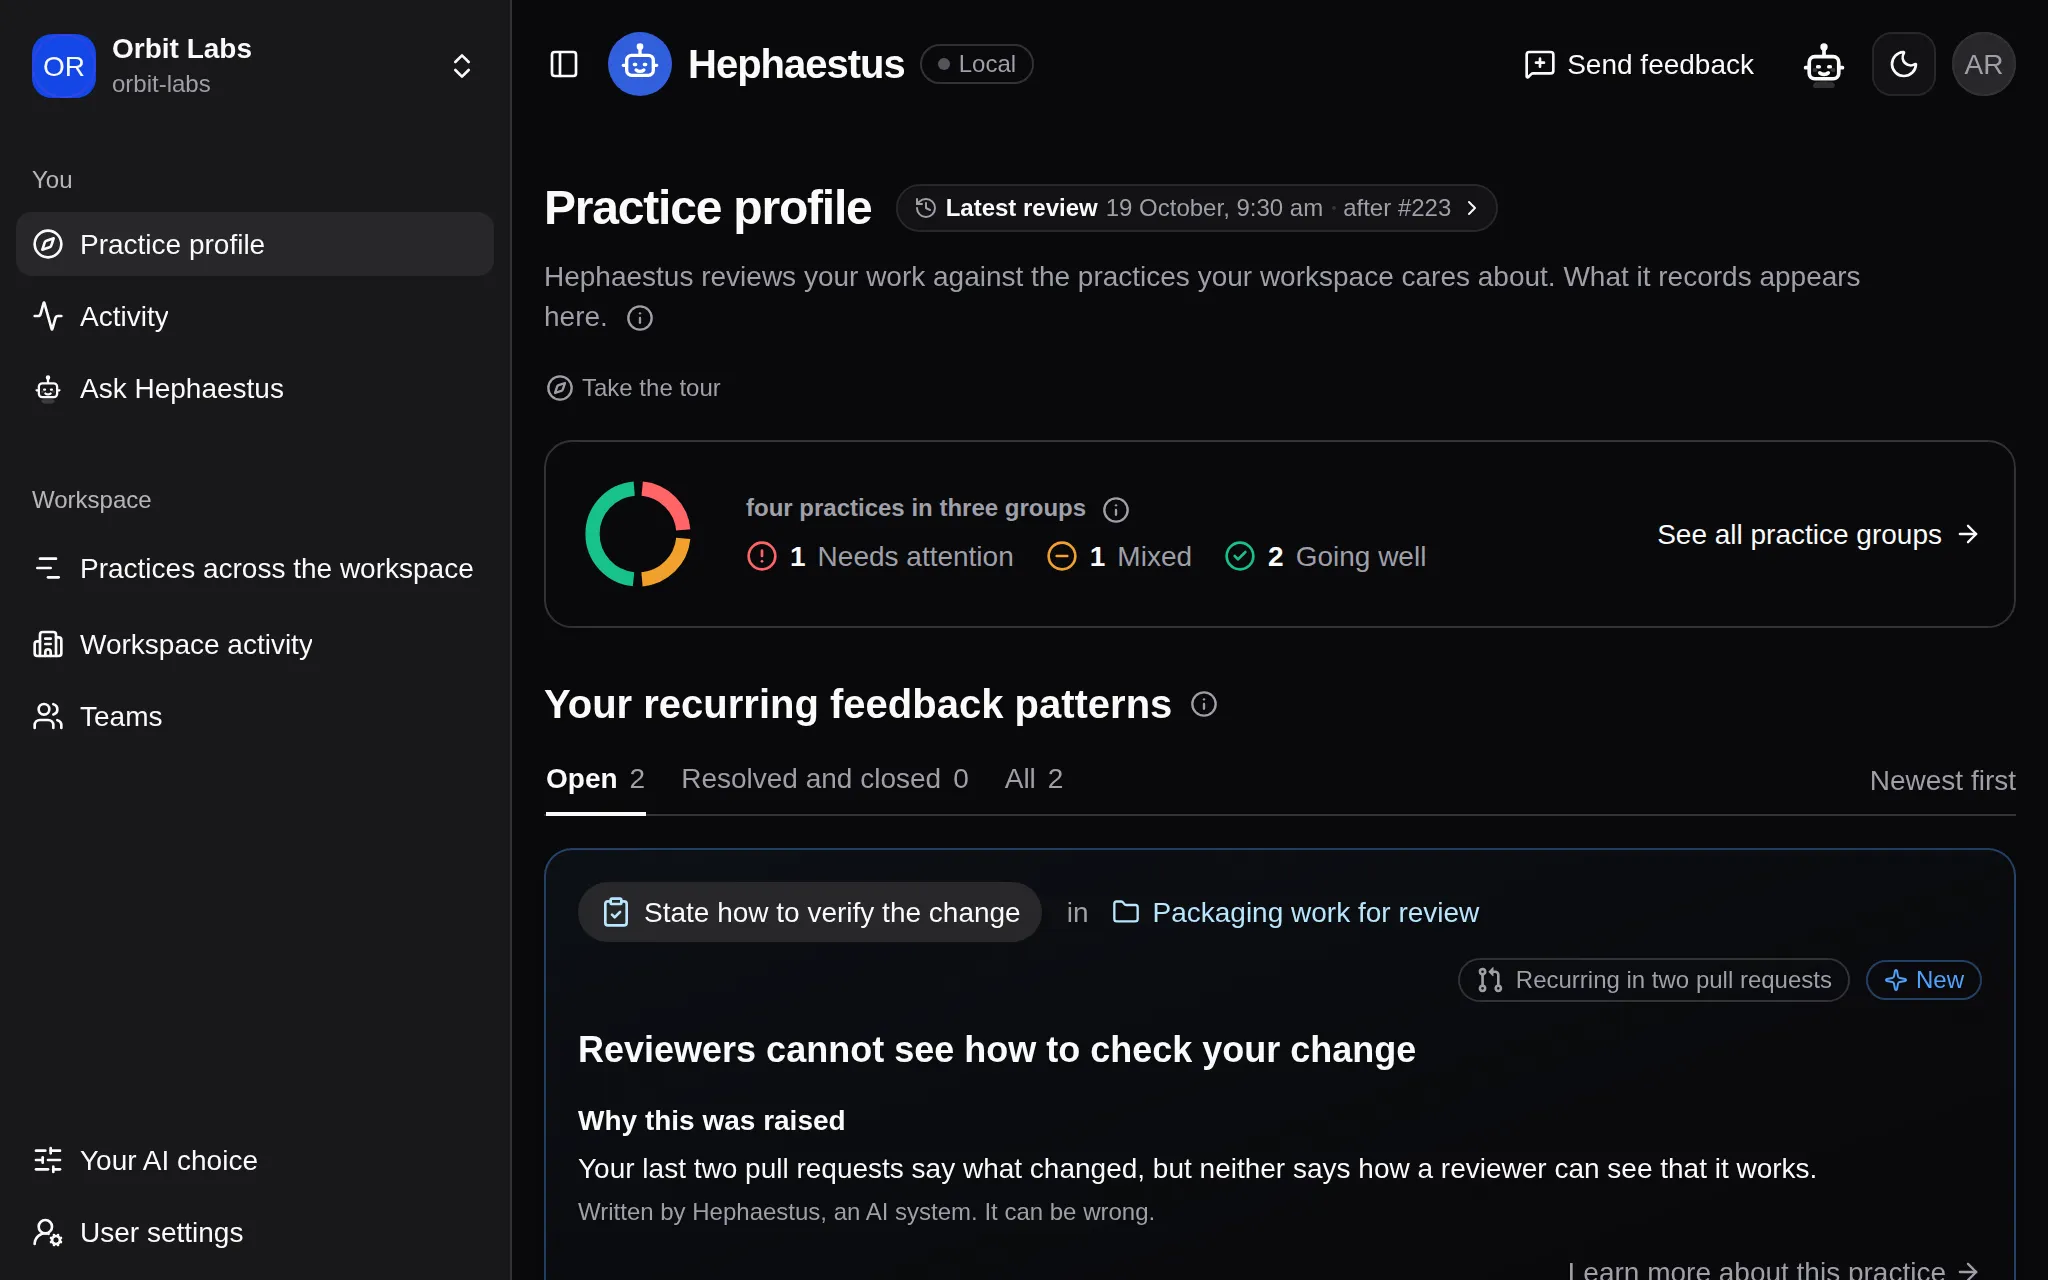 OR
Orbit Labs
orbit-labs
You
Practice profile
Activity
Ask Hephaestus
Workspace
Practices across the workspace
Workspace activity
Teams
Your AI choice
User settings
Hephaestus
Local
Send feedback
AR
Practice profile
Latest review 19 October, 9:30 am · after #223
Hephaestus reviews your work against the practices your workspace cares about. What it records appears
here.
Take the tour
four practices in three groups
1 Needs attention 1 Mixed 2 Going well
See all practice groups
Your recurring feedback patterns
Open 2 Resolved and closed 0 All 2
Newest first
State how to verify the change in Packaging work for review
Recurring in two pull requests
New
Reviewers cannot see how to check your change
Why this was raised
Your last two pull requests say what changed, but neither says how a reviewer can see that it works.
Written by Hephaestus, an AI system. It can be wrong.
Learn more about this practice